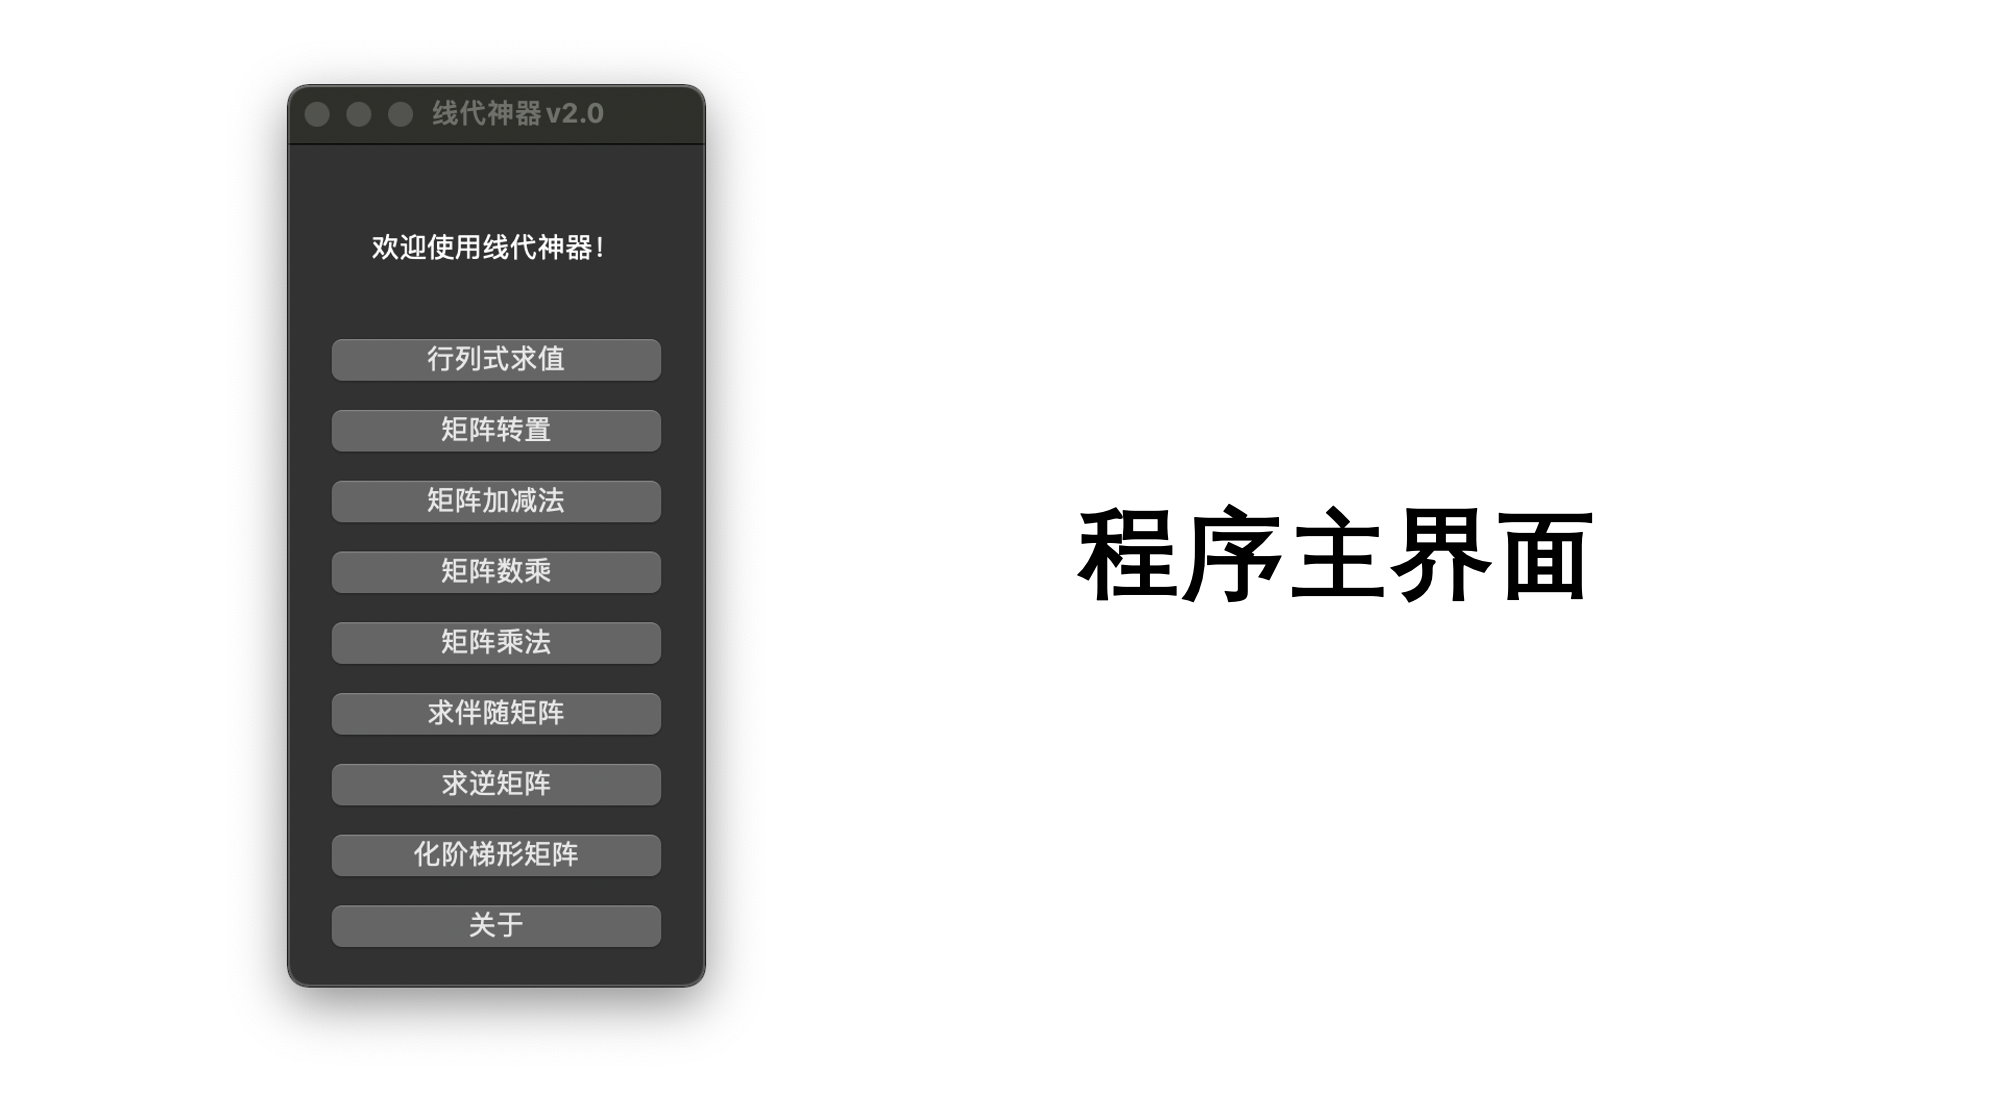 线代神器v2.0
欢迎使用线代神器！
行列式求值
矩阵转置
矩阵加减法
矩阵数乘
矩阵乘法
求伴随矩阵
求逆矩阵
化阶梯形矩阵
关于
程序主界面